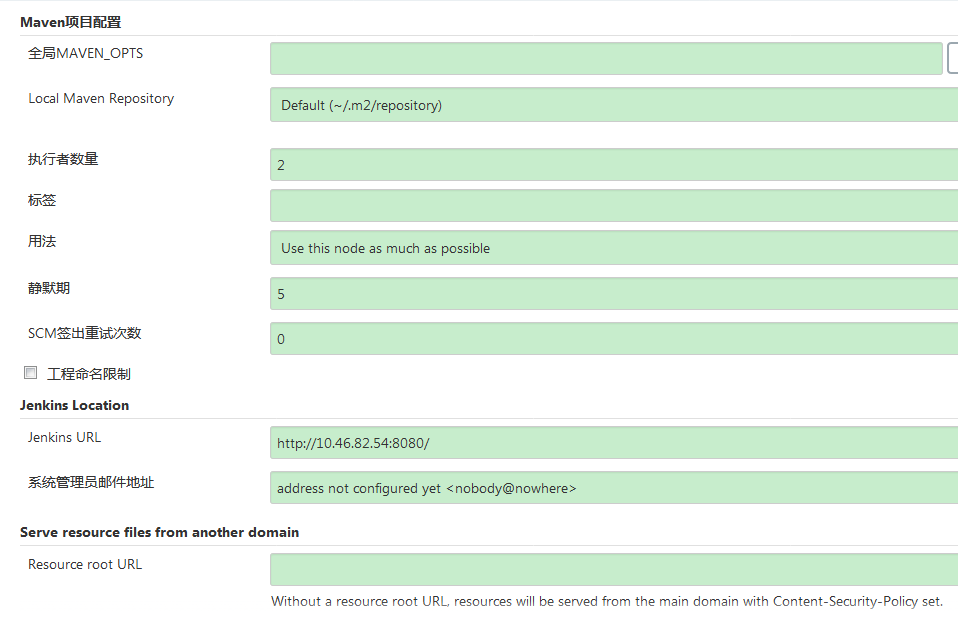 Maven项目配置
全局MAVEN_OPTS
Local Maven Repository
Default (~/.m2/repository)
执行者数量
2
标签
用法
Use this node as much as possible
静默期
5
SCM签出重试次数
0
工程命名限制
Jenkins Location
Jenkins URL
http://10.46.82.54:8080/
系统管理员邮件地址
address not configured yet <nobody@nowhere>
Serve resource files from another domain
Resource root URL
Without a resource root URL, resources will be served from the main domain with Content-Security-Policy set.